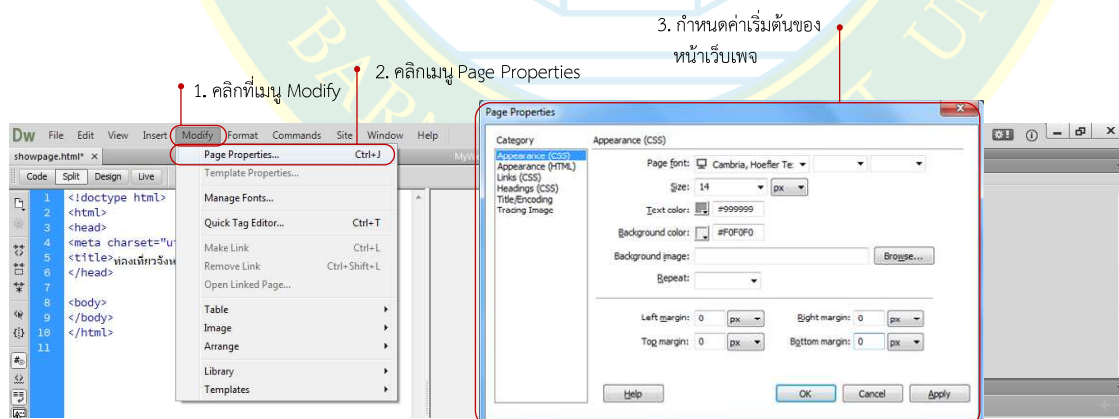 BARN
UNI
3. กำหนดค่าเริ่มต้นของ
หน้าเว็บเพจ
2. คลิกเมนู Page Properties
1. คลิกที่เมนู Modify
Dw File Edit View Insert Modify Format Commands Site Window Help
showpage.html* ×
Code Split Design Live
1 <!doctype html>
2 <html>
3 <head>
4 <meta charset="u
5 <title>ท่องเที่ยวจังห
6 </head>
7
8 <body>
9 </body>
10 </html>
11
Page Properties... Ctrl+J
Template Properties...
Manage Fonts...
Quick Tag Editor... Ctrl+T
Make Link Ctrl+L
Remove Link Ctrl+Shift+L
Open Linked Page...
Table
Image
Arrange
Library
Templates
Page Properties
Category
Appearance (CSS)
Appearance (HTML)
Links (CSS)
Headings (CSS)
Title/Encoding
Tracing Image
Appearance (CSS)
Page font: Cambria, Hoefler Te:
Size: 14 px
Text color: #999999
Background color: #F0F0F0
Background image: Browse...
Repeat:
Left margin: 0 px Right margin: 0 px
Top margin: 0 px Bottom margin: 0 px
Help OK Cancel Apply